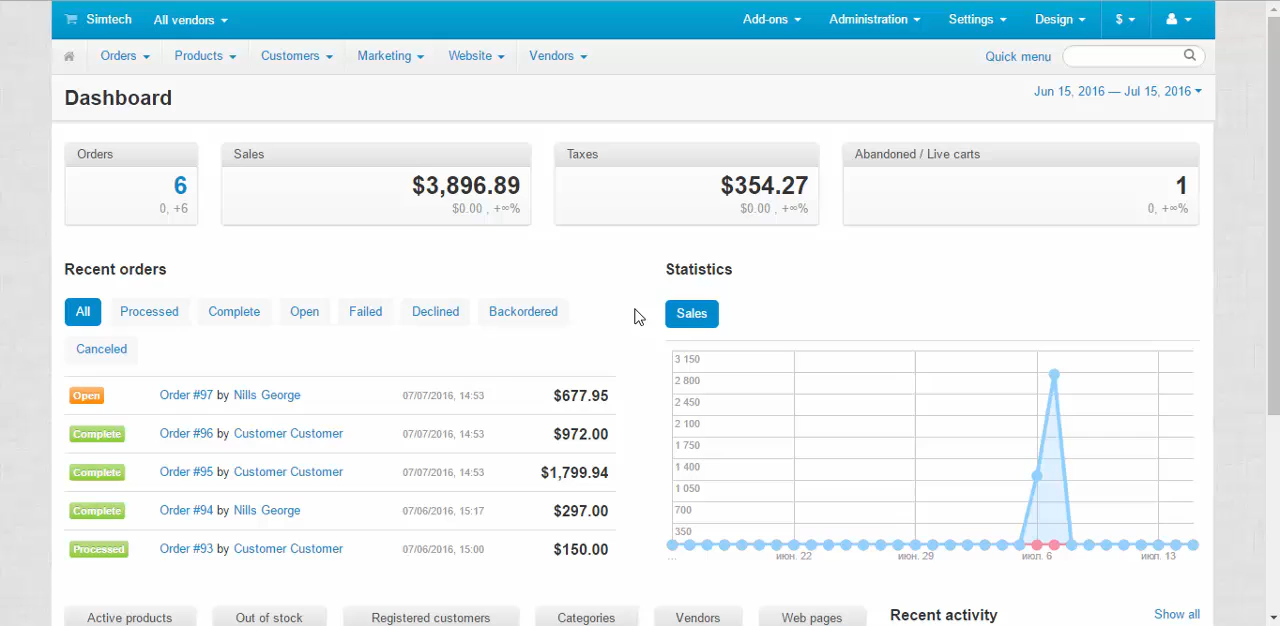 Simtech All vendors Add-ons Administration Settings Design $
Orders Products Customers Marketing Website Vendors Quick menu
Dashboard Jun 15, 2016 — Jul 15, 2016
Orders Sales Taxes Abandoned / Live carts
6 $3,896.89 $354.27 1
0, +6 $0.00 , +∞% $0.00 , +∞% 0, +∞%
Recent orders
All Processed Complete Open Failed Declined Backordered
Canceled
Open Order #97 by Nills George 07/07/2016, 14:53 $677.95
Complete Order #96 by Customer Customer 07/07/2016, 14:53 $972.00
Complete Order #95 by Customer Customer 07/07/2016, 14:53 $1,799.94
Complete Order #94 by Nills George 07/06/2016, 15:17 $297.00
Processed Order #93 by Customer Customer 07/06/2016, 15:00 $150.00
Statistics
Sales
3 150
2 800
2 450
2 100
1 750
1 400
1 050
700
350
... июн. 22 июн. 29 июл. 6 июл. 13
Active products Out of stock Registered customers Categories Vendors Web pages
Recent activity Show all